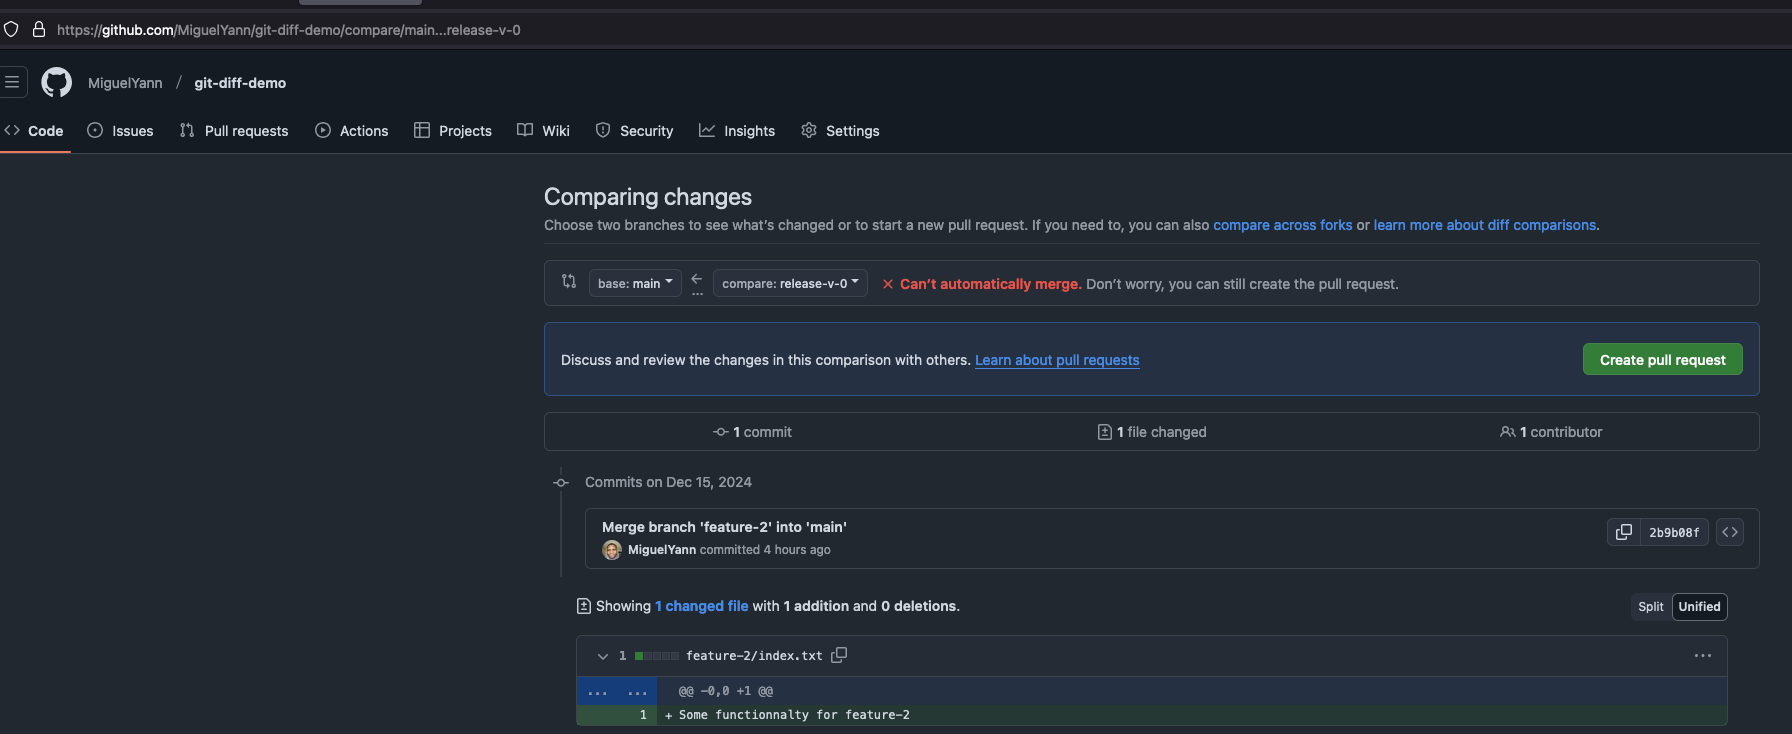 https://github.com/MiguelYann/git-diff-demo/compare/main...release-v-0
MiguelYann / git-diff-demo
Code Issues Pull requests Actions Projects Wiki Security Insights Settings
Comparing changes
Choose two branches to see what's changed or to start a new pull request. If you need to, you can also compare across forks or learn more about diff comparisons.
base: main compare: release-v-0 Can't automatically merge. Don't worry, you can still create the pull request.
Discuss and review the changes in this comparison with others. Learn about pull requests Create pull request
1 commit 1 file changed 1 contributor
Commits on Dec 15, 2024
Merge branch 'feature-2' into 'main'
2b9b08f
MiguelYann committed 4 hours ago
Showing 1 changed file with 1 addition and 0 deletions. Split Unified
1 feature-2/index.txt
... ... @@ -0,0 +1 @@
1 + Some functionnalty for feature-2